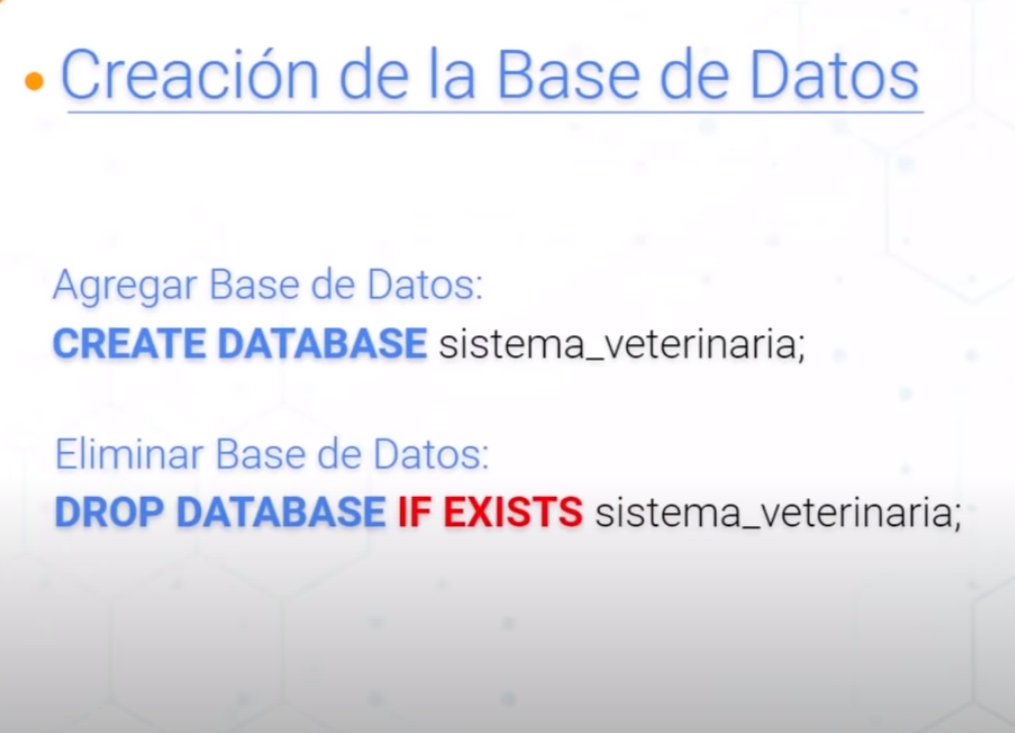 Creación de la Base de Datos
Agregar Base de Datos:
CREATE DATABASE sistema_veterinaria;
Eliminar Base de Datos:
DROP DATABASE IF EXISTS sistema_veterinaria;